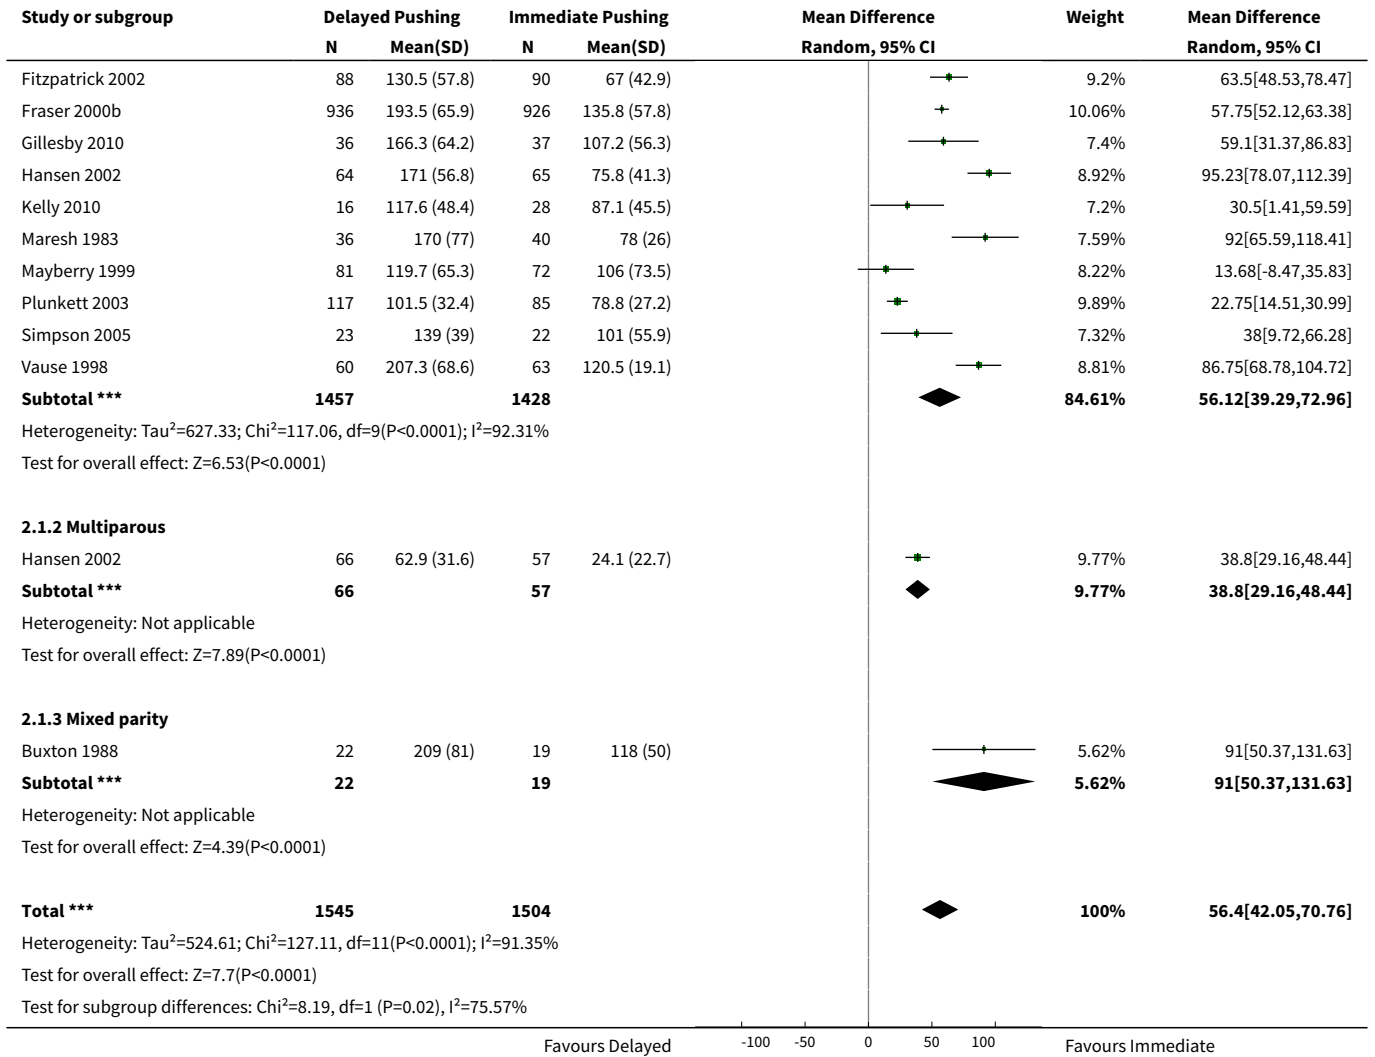 Study or subgroup Delayed Pushing Immediate Pushing Mean Difference Weight Mean Difference
N Mean(SD) N Mean(SD) Random, 95% CI Random, 95% CI
Fitzpatrick 2002 88 130.5 (57.8) 90 67 (42.9) 9.2% 63.5[48.53,78.47]
Fraser 2000b 936 193.5 (65.9) 926 135.8 (57.8) 10.06% 57.75[52.12,63.38]
Gillesby 2010 36 166.3 (64.2) 37 107.2 (56.3) 7.4% 59.1[31.37,86.83]
Hansen 2002 64 171 (56.8) 65 75.8 (41.3) 8.92% 95.23[78.07,112.39]
Kelly 2010 16 117.6 (48.4) 28 87.1 (45.5) 7.2% 30.5[1.41,59.59]
Maresh 1983 36 170 (77) 40 78 (26) 7.59% 92[65.59,118.41]
Mayberry 1999 81 119.7 (65.3) 72 106 (73.5) 8.22% 13.68[-8.47,35.83]
Plunkett 2003 117 101.5 (32.4) 85 78.8 (27.2) 9.89% 22.75[14.51,30.99]
Simpson 2005 23 139 (39) 22 101 (55.9) 7.32% 38[9.72,66.28]
Vause 1998 60 207.3 (68.6) 63 120.5 (19.1) 8.81% 86.75[68.78,104.72]
Subtotal *** 1457 1428 84.61% 56.12[39.29,72.96]
Heterogeneity: Tau²=627.33; Chi²=117.06, df=9(P<0.0001); I²=92.31%
Test for overall effect: Z=6.53(P<0.0001)
2.1.2 Multiparous
Hansen 2002 66 62.9 (31.6) 57 24.1 (22.7) 9.77% 38.8[29.16,48.44]
Subtotal *** 66 57 9.77% 38.8[29.16,48.44]
Heterogeneity: Not applicable
Test for overall effect: Z=7.89(P<0.0001)
2.1.3 Mixed parity
Buxton 1988 22 209 (81) 19 118 (50) 5.62% 91[50.37,131.63]
Subtotal *** 22 19 5.62% 91[50.37,131.63]
Heterogeneity: Not applicable
Test for overall effect: Z=4.39(P<0.0001)
Total *** 1545 1504 100% 56.4[42.05,70.76]
Heterogeneity: Tau²=524.61; Chi²=127.11, df=11(P<0.0001); I²=91.35%
Test for overall effect: Z=7.7(P<0.0001)
Test for subgroup differences: Chi²=8.19, df=1 (P=0.02), I²=75.57%
Favours Delayed -100 -50 0 50 100 Favours Immediate